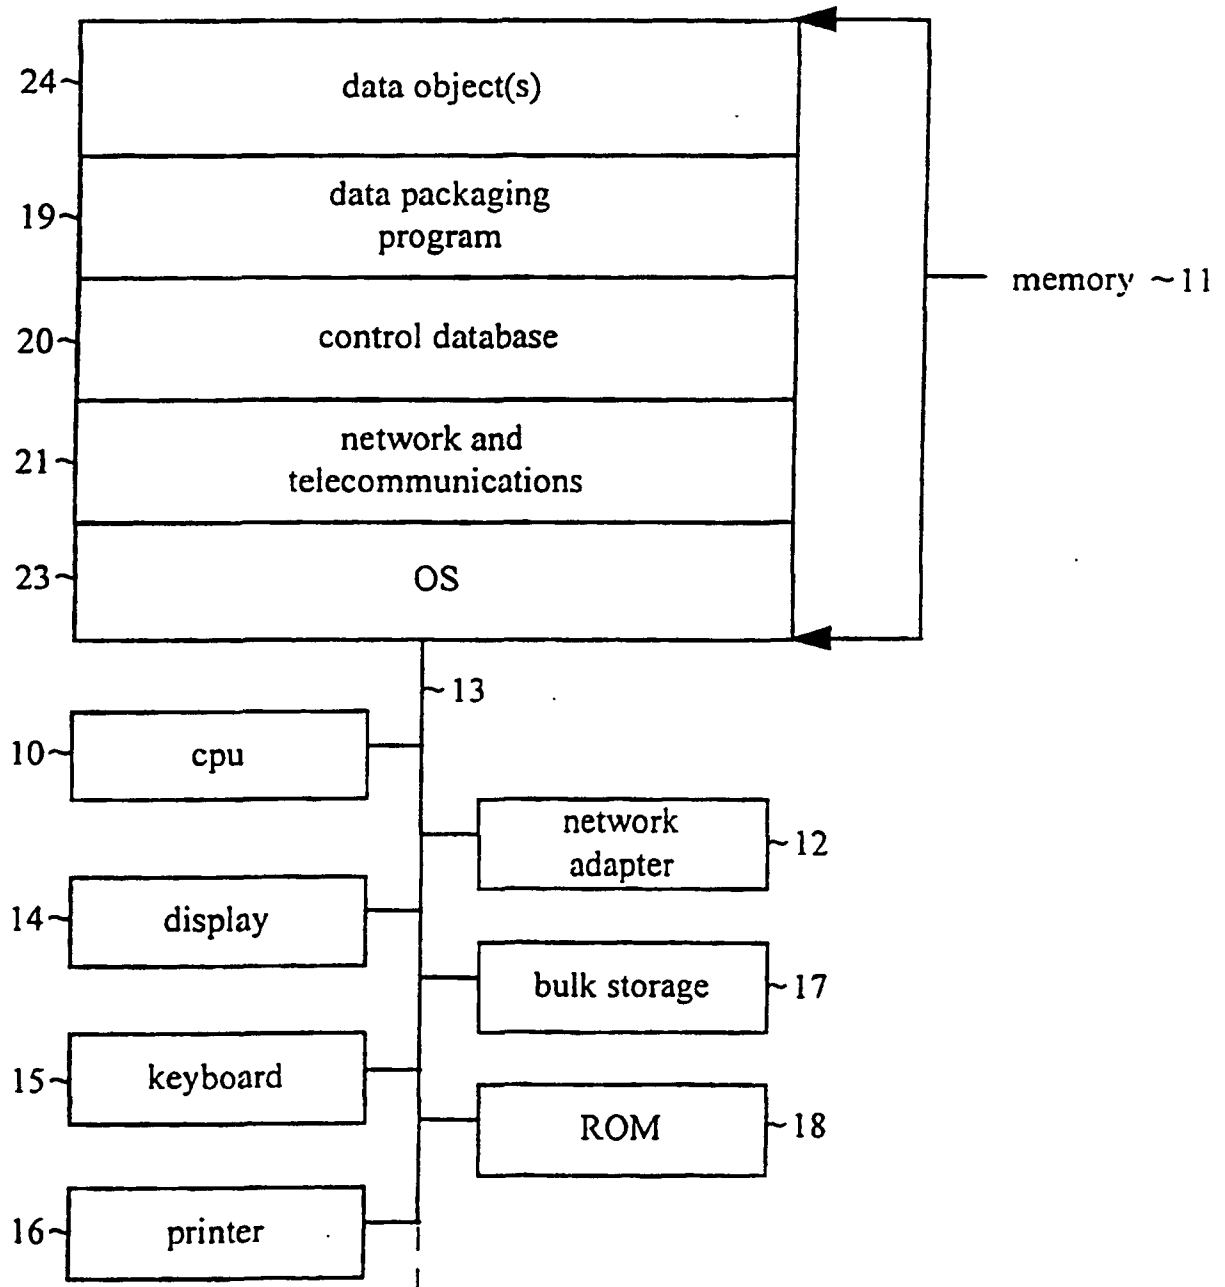 24~ data object(s)
19~ data packaging
program
memory ~11
20~ control database
21~ network and
telecommunications
23~ OS
~13
10~ cpu
network
adapter ~12
14~ display
bulk storage ~17
15~ keyboard
ROM ~18
16~ printer